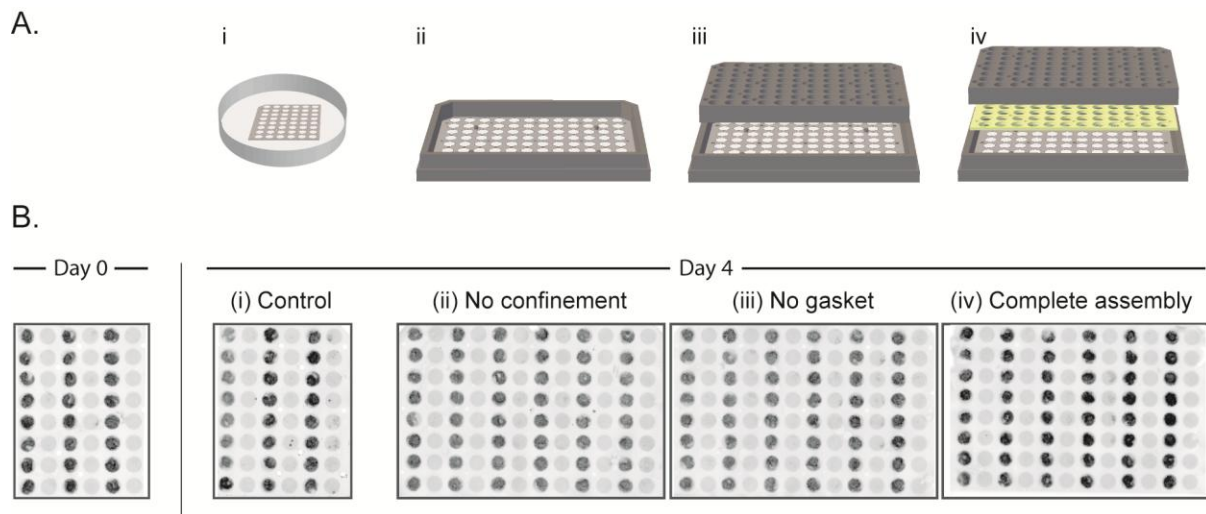 A.
i
ii
iii
iv
B.
Day 0
Day 4
(i) Control
(ii) No confinement
(iii) No gasket
(iv) Complete assembly